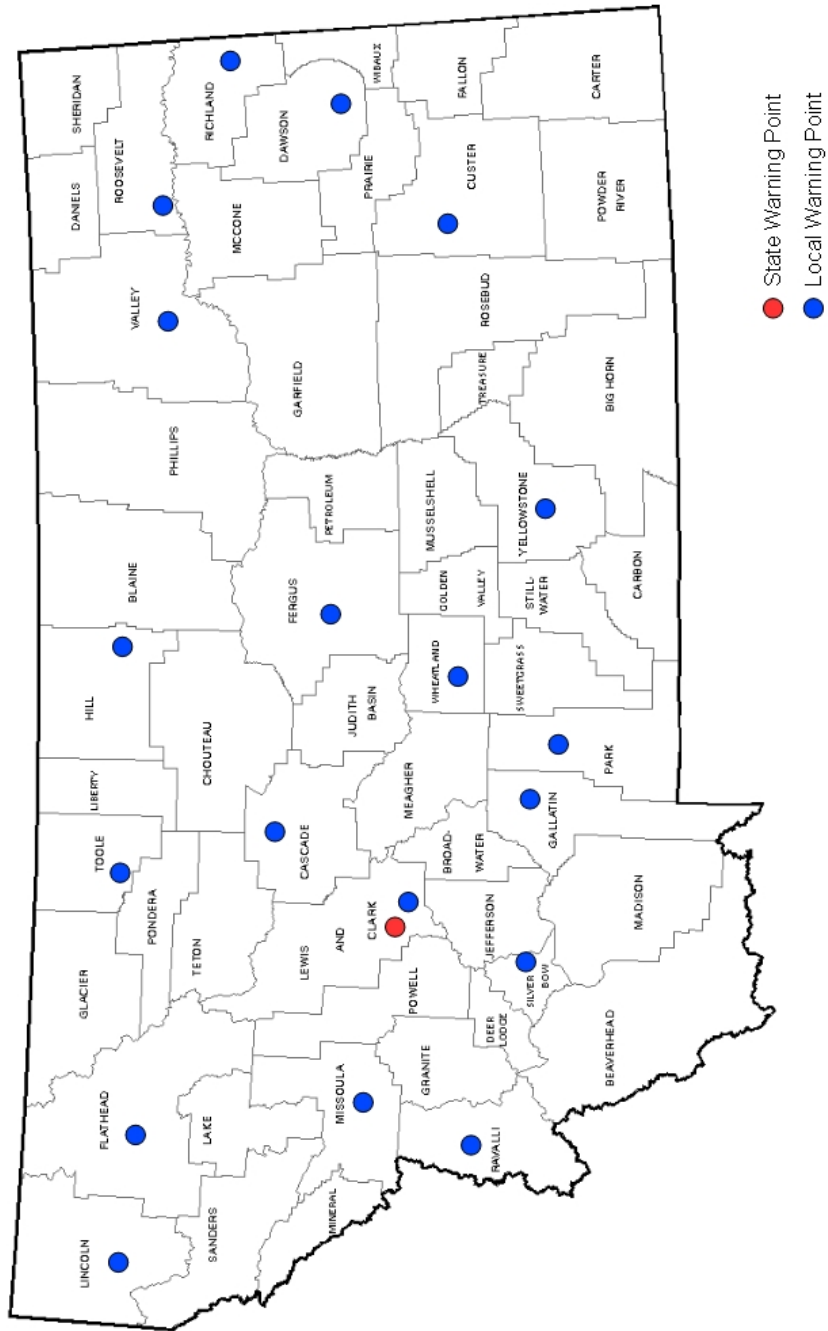 LINCOLN
FLATHEAD
GLACIER
TOOLE
LIBERTY
HILL
BLAINE
PHILLIPS
VALLEY
DANIELS
SHERIDAN
ROOSEVELT
SANDERS
LAKE
PONDERA
TETON
CHOUTEAU
RICHLAND
MCCONE
DAWSON
MINERAL
MISSOULA
LEWIS
AND
CLARK
CASCADE
JUDITH
BASIN
FERGUS
PETROLEUM
GARFIELD
PRAIRIE
WIBAUX
POWELL
MEAGHER
RAVALLI
GRANITE
DEER
LODGE
SILVER
BOW
JEFFERSON
BROAD-
WATER
WHEATLAND
GOLDEN
VALLEY
MUSSELSHELL
TREASURE
ROSEBUD
CUSTER
FALLON
BEAVERHEAD
MADISON
GALLATIN
PARK
SWEETGRASS
STILL-
WATER
YELLOWSTONE
CARBON
BIG HORN
POWDER
RIVER
CARTER
State Warning Point
Local Warning Point